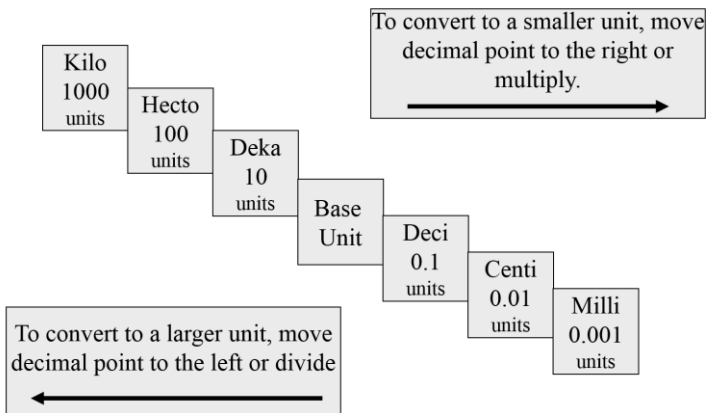 To convert to a smaller unit, move
decimal point to the right or
multiply.
Kilo
1000
units
Hecto
100
units
Deka
10
units
Base
Unit
Deci
0.1
units
Centi
0.01
units
Milli
0.001
units
To convert to a larger unit, move
decimal point to the left or divide